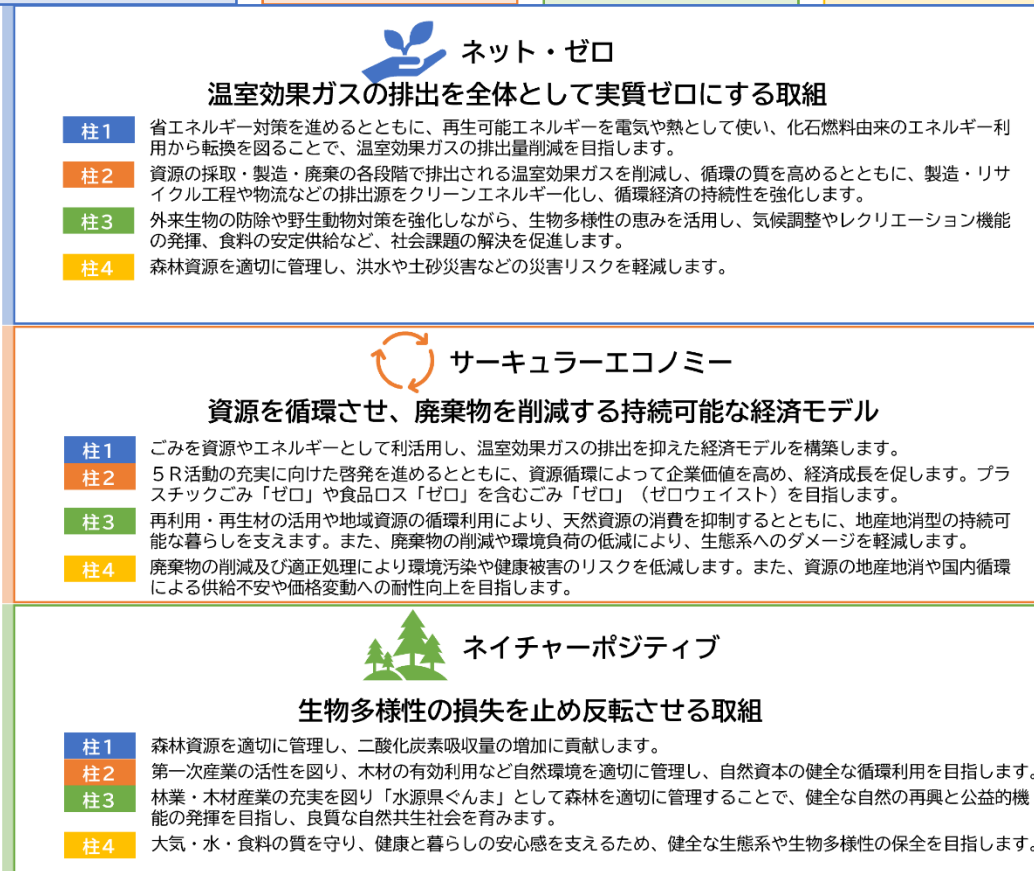 ネット・ゼロ
温室効果ガスの排出を全体として実質ゼロにする取組
柱1 省エネルギー対策を進めるとともに、再生可能エネルギーを電気や熱として使い、化石燃料由来のエネルギー利
用から転換を図ることで、温室効果ガスの排出量削減を目指します。
柱2 資源の採取・製造・廃棄の各段階で排出される温室効果ガスを削減し、循環の質を高めるとともに、製造・リサ
イクル工程や物流などの排出源をクリーンエネルギー化し、循環経済の持続性を強化します。
柱3 外来生物の防除や野生動物対策を強化しながら、生物多様性の恵みを活用し、気候調整やレクリエーション機能
の発揮、食料の安定供給など、社会課題の解決を促進します。
柱4 森林資源を適切に管理し、洪水や土砂災害などの災害リスクを軽減します。
サーキュラーエコノミー
資源を循環させ、廃棄物を削減する持続可能な経済モデル
柱1 ごみを資源やエネルギーとして利活用し、温室効果ガスの排出を抑えた経済モデルを構築します。
柱2 5R活動の充実に向けた啓発を進めるとともに、資源循環によって企業価値を高め、経済成長を促します。プラ
スチックごみ「ゼロ」や食品ロス「ゼロ」を含むごみ「ゼロ」（ゼロウェイスト）を目指します。
柱3 再利用・再生材の活用や地域資源の循環利用により、天然資源の消費を抑制するとともに、地産地消型の持続可
能な暮らしを支えます。また、廃棄物の削減や環境負荷の低減により、生態系へのダメージを軽減します。
柱4 廃棄物の削減及び適正処理により環境汚染や健康被害のリスクを低減します。また、資源の地産地消や国内循環
による供給不安や価格変動への耐性向上を目指します。
ネイチャーポジティブ
生物多様性の損失を止め反転させる取組
柱1 森林資源を適切に管理し、二酸化炭素吸収量の増加に貢献します。
柱2 第一次産業の活性を図り、木材の有効利用など自然環境を適切に管理し、自然資本の健全な循環利用を目指します。
柱3 林業・木材産業の充実を図り「水源県ぐんま」として森林を適切に管理することで、健全な自然の再興と公益的機
能の発揮を目指し、良質な自然共生社会を育みます。
柱4 大気・水・食料の質を守り、健康と暮らしの安心感を支えるため、健全な生態系や生物多様性の保全を目指します。